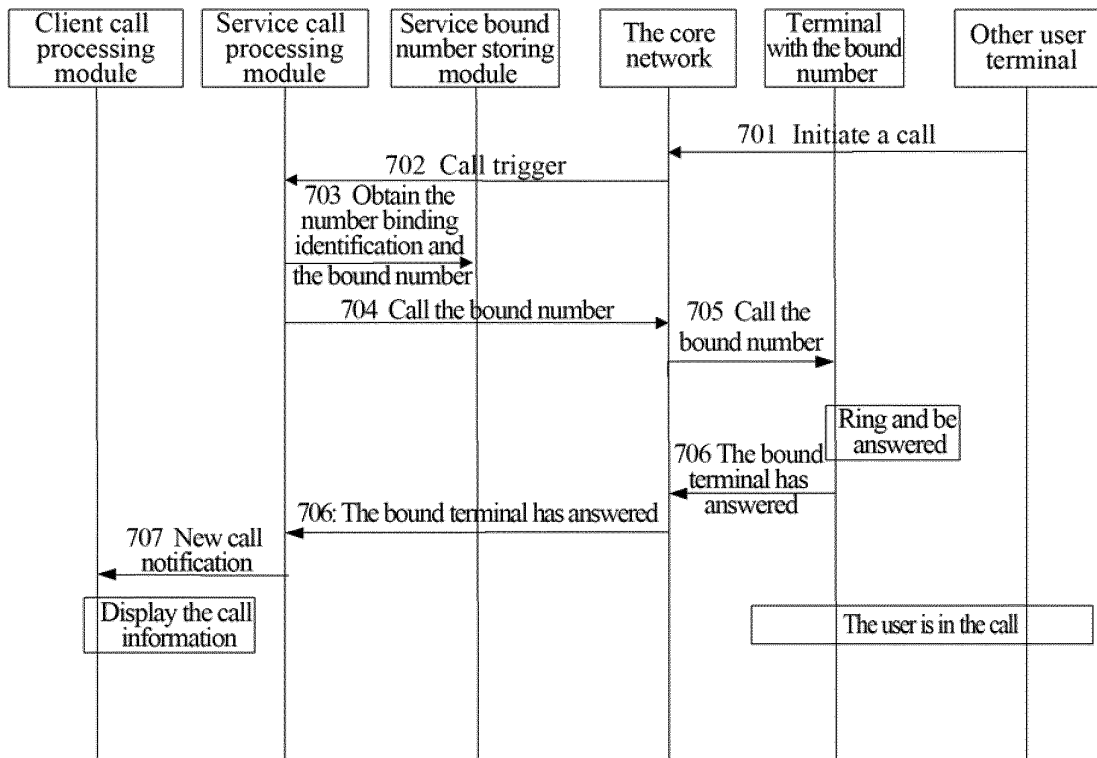 Client call
processing
module
Service call
processing
module
Service bound
number storing
module
The core
network
Terminal
with the bound
number
Other user
terminal
701 Initiate a call
702 Call trigger
703 Obtain the
number binding
identification and
the bound number
704 Call the bound number
705 Call the
bound number
Ring and be
answered
706 The bound
terminal has
answered
706: The bound terminal has answered
707 New call
notification
Display the call
information
The user is in the call